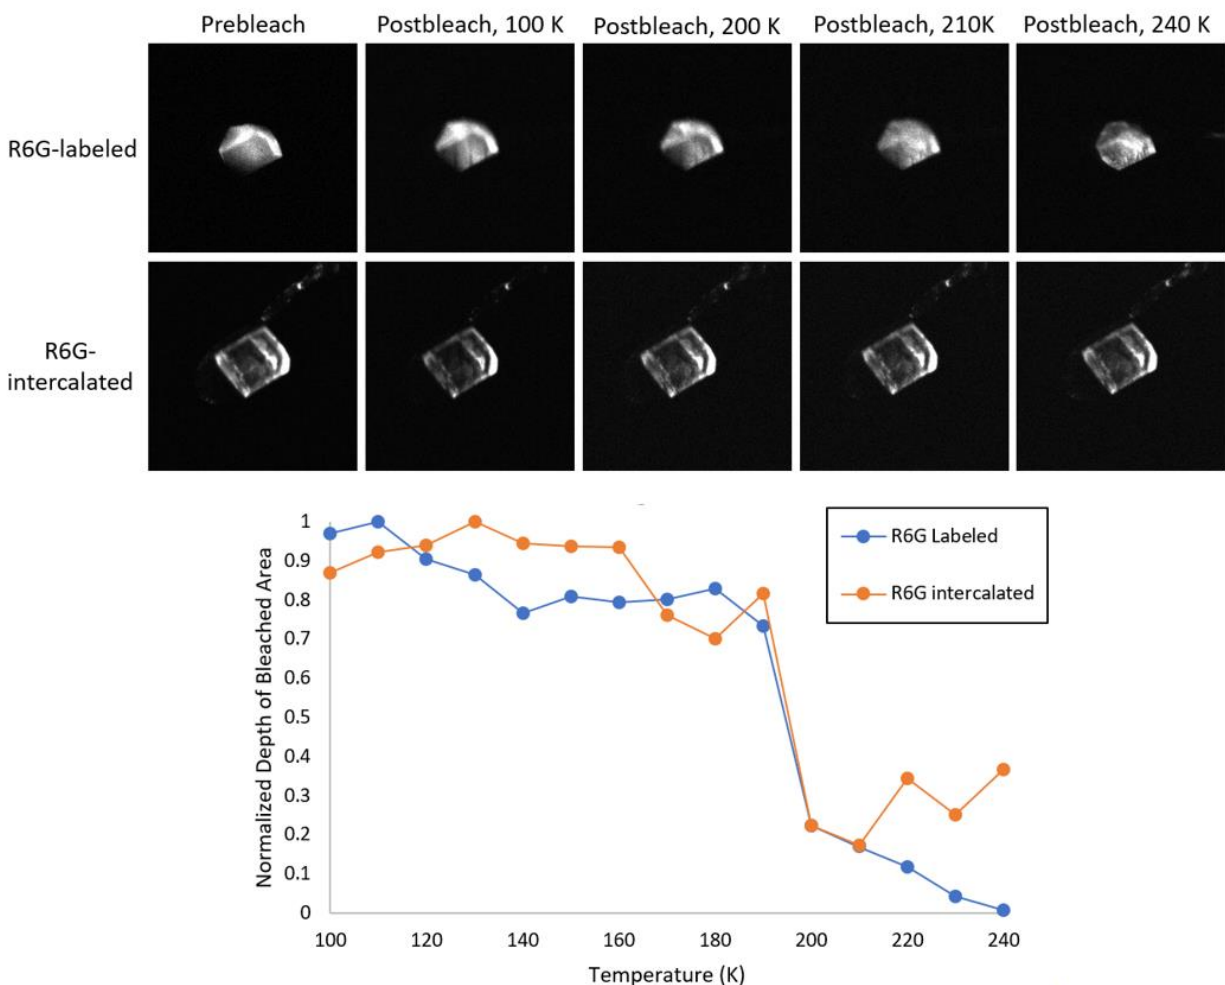 Prebleach
Postbleach, 100 K
Postbleach, 200 K
Postbleach, 210K
Postbleach, 240 K
R6G-labeled
R6G-
intercalated
Normalized Depth of Bleached Area
1
0.9
0.8
0.7
0.6
0.5
0.4
0.3
0.2
0.1
0
100
120
140
160
180
200
220
240
Temperature (K)
R6G Labeled
R6G intercalated